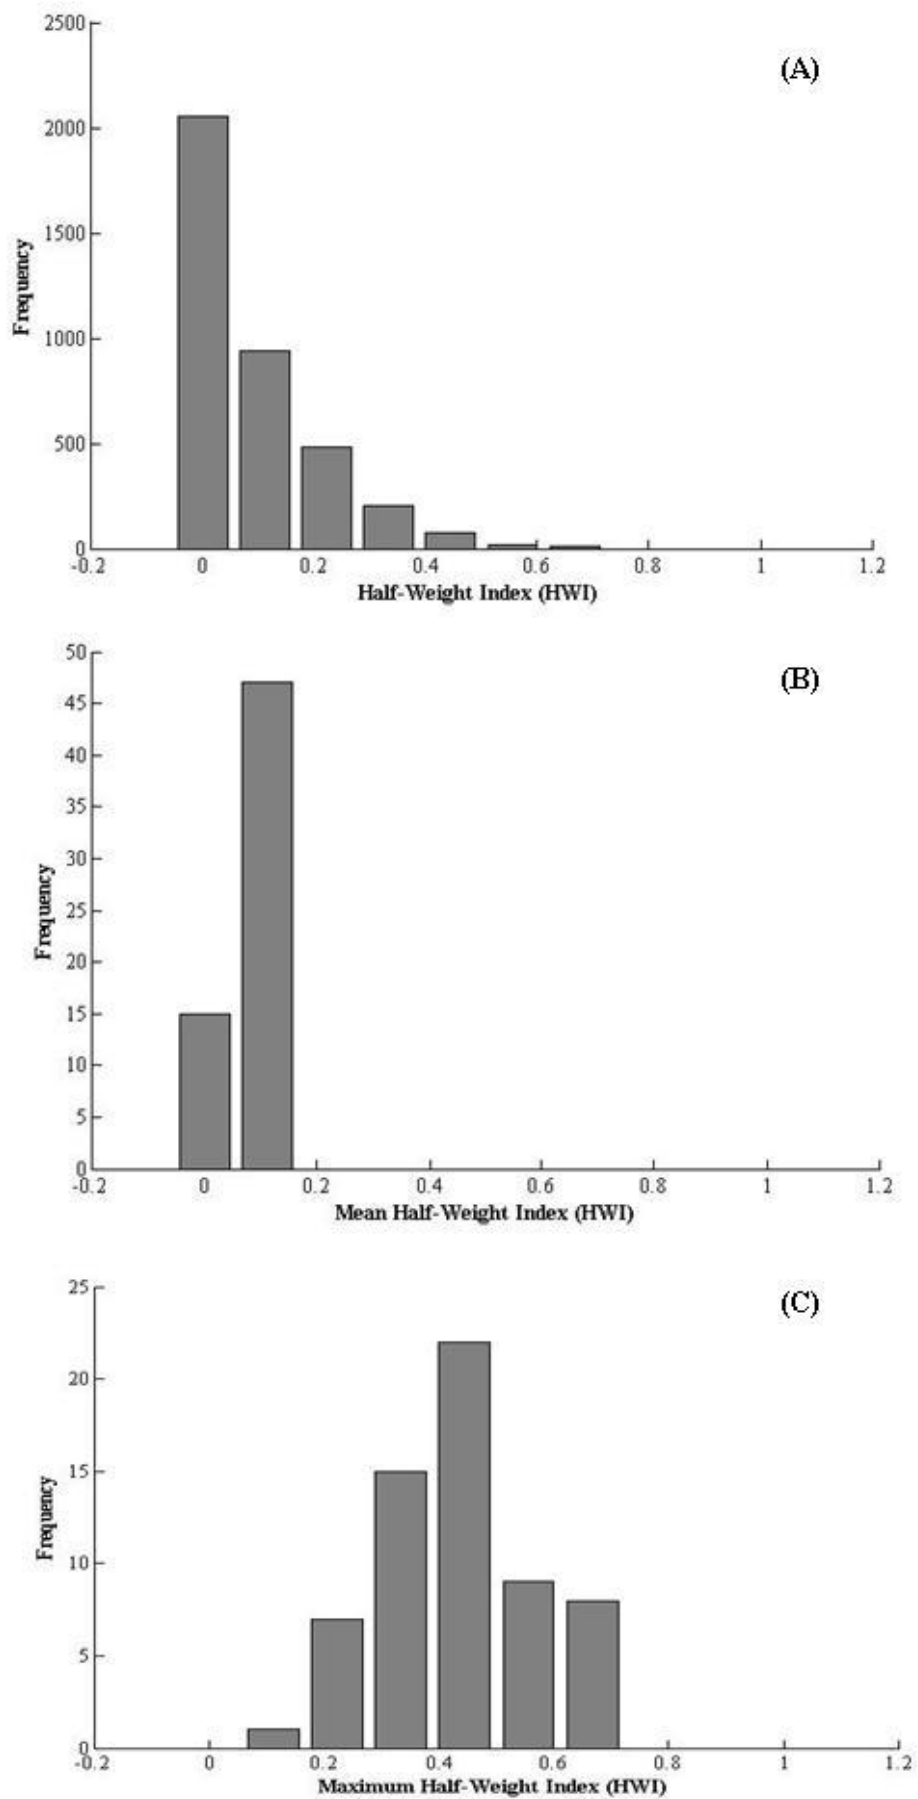 2500
(A)
2000
1500
Frequency
1000
500
0
-0.2 0 0.2 0.4 0.6 0.8 1 1.2
Half-Weight Index (HWI)
50
(B)
45
40
35
30
Frequency
25
20
15
10
5
0
-0.2 0 0.2 0.4 0.6 0.8 1 1.2
Mean Half-Weight Index (HWI)
25
(C)
20
15
Frequency
10
5
0
-0.2 0 0.2 0.4 0.6 0.8 1 1.2
Maximum Half-Weight Index (HWI)